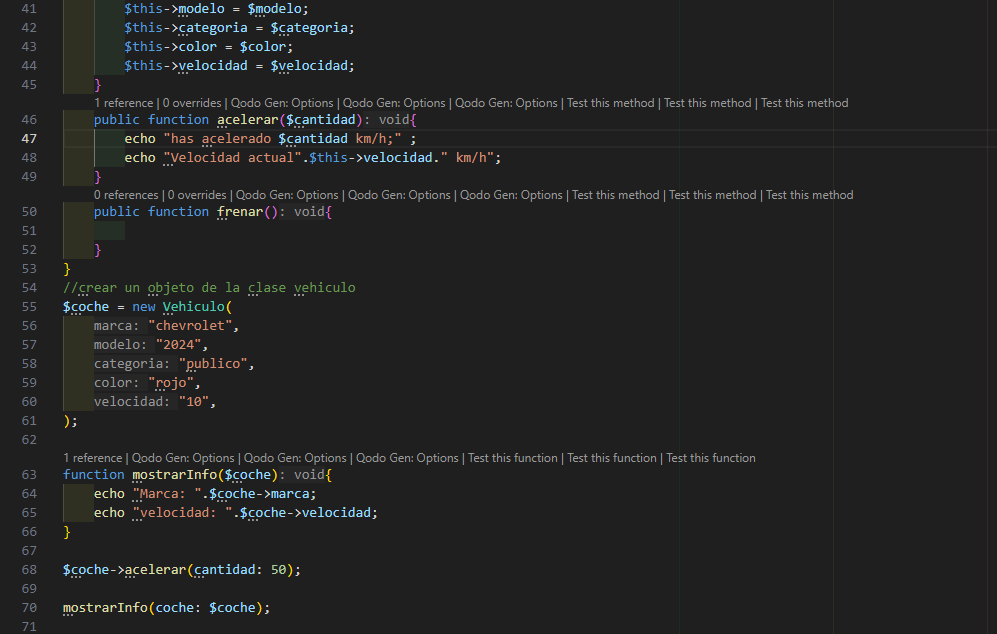 41 $this->modelo = $modelo;
42 $this->categoria = $categoria;
43 $this->color = $color;
44 $this->velocidad = $velocidad;
45 }
1 reference | 0 overrides | Qodo Gen: Options | Qodo Gen: Options | Qodo Gen: Options | Test this method | Test this method | Test this method
46 public function acelerar($cantidad): void{
47 echo "has acelerado $cantidad km/h;" ;
48 echo "Velocidad actual".$this->velocidad." km/h";
49 }
0 references | 0 overrides | Qodo Gen: Options | Qodo Gen: Options | Qodo Gen: Options | Test this method | Test this method | Test this method
50 public function frenar(): void{
51
52 }
53 }
54 //crear un objeto de la clase vehiculo
55 $coche = new Vehiculo(
56 marca: "chevrolet",
57 modelo: "2024",
58 categoria: "publico",
59 color: "rojo",
60 velocidad: "10",
61 );
62
1 reference | Qodo Gen: Options | Qodo Gen: Options | Qodo Gen: Options | Test this function | Test this function | Test this function
63 function mostrarInfo($coche): void{
64 echo "Marca: ".$coche->marca;
65 echo "velocidad: ".$coche->velocidad;
66 }
67
68 $coche->acelerar(cantidad: 50);
69
70 mostrarInfo(coche: $coche);
71